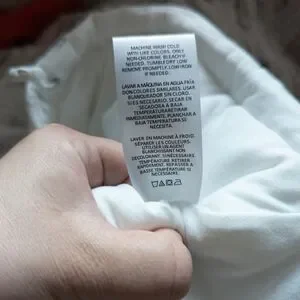 MACHINE WASH COLD
WITH LIKE COLORS. ONLY
NON-CHLORINE BLEACH IF
NEEDED. TUMBLE DRY LOW
REMOVE PROMPTLY. LOW IRON
IF NEEDED.
LAVAR A MÁQUINA EN AGUA FRÍA
CON COLORES SIMILARES. USAR
BLANQUEADOR SIN CLORO.
SI ES NECESARIO. SECAR EN
SECADORA A BAJA
TEMPERATURA RETIRAR
INMEDIATAMENTE. PLANCHAR A
BAJA TEMPERATURA SI SE
NECESITA.
LAVER EN MACHINE À FROID.
SÉPARER LES COULEURS.
UTILISER UN AGENT
BLANCHISSANT NON
DÉCOLORANT. SI NÉCESSAIRE
TEMPÉRATURE. RETIRER
RAPIDEMENT. REPASSER À
BASSE TEMPÉRATURE SI
NÉCESSAIRE